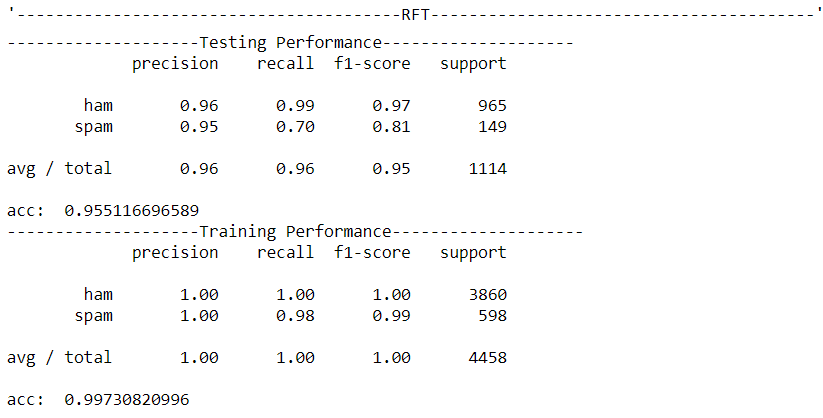 '----------------------------------------RFT----------------------------------------'
--------------------Testing Performance--------------------
precision recall f1-score support
ham 0.96 0.99 0.97 965
spam 0.95 0.70 0.81 149
avg / total 0.96 0.96 0.95 1114
acc: 0.955116696589
--------------------Training Performance--------------------
precision recall f1-score support
ham 1.00 1.00 1.00 3860
spam 1.00 0.98 0.99 598
avg / total 1.00 1.00 1.00 4458
acc: 0.99730820996